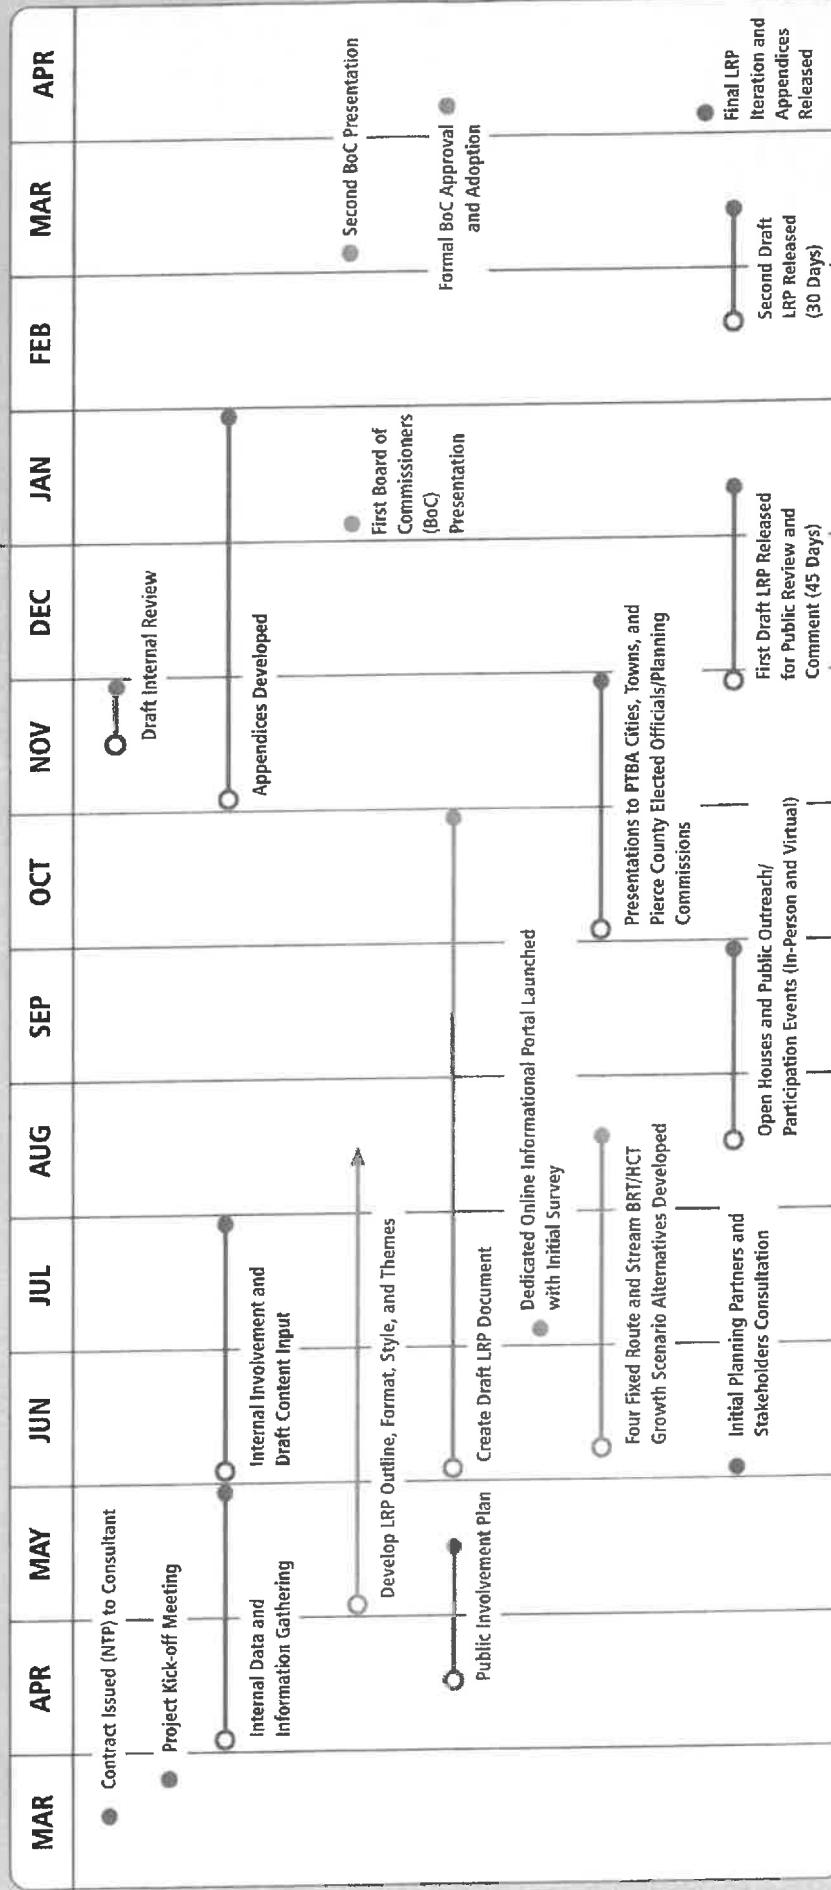 MAR
APR
MAY
JUN
JUL
AUG
SEP
OCT
NOV
DEC
JAN
FEB
MAR
APR
Contract Issued (NTP) to Consultant
Project Kick-off Meeting
Draft Internal Review
Internal Data and
Information Gathering
Internal Involvement and
Draft Content Input
Appendices Developed
Develop LRP Outline, Format, Style, and Themes
First Board of
Commissioners
(BoC)
Presentation
Second BoC Presentation
Public Involvement Plan
Create Draft LRP Document
Formal BoC Approval
and Adoption
Dedicated Online Informational Portal Launched
with Initial Survey
Four Fixed Route and Stream BRT/HCT
Growth Scenario Alternatives Developed
Presentations to PTBA Cities, Towns, and
Pierce County Elected Officials/Planning
Commissions
Initial Planning Partners and
Stakeholders Consultation
Open Houses and Public Outreach/
Participation Events (In-Person and Virtual)
First Draft LRP Released
for Public Review and
Comment (45 Days)
Second Draft
LRP Released
(30 Days)
Final LRP
Iteration and
Appendices
Released